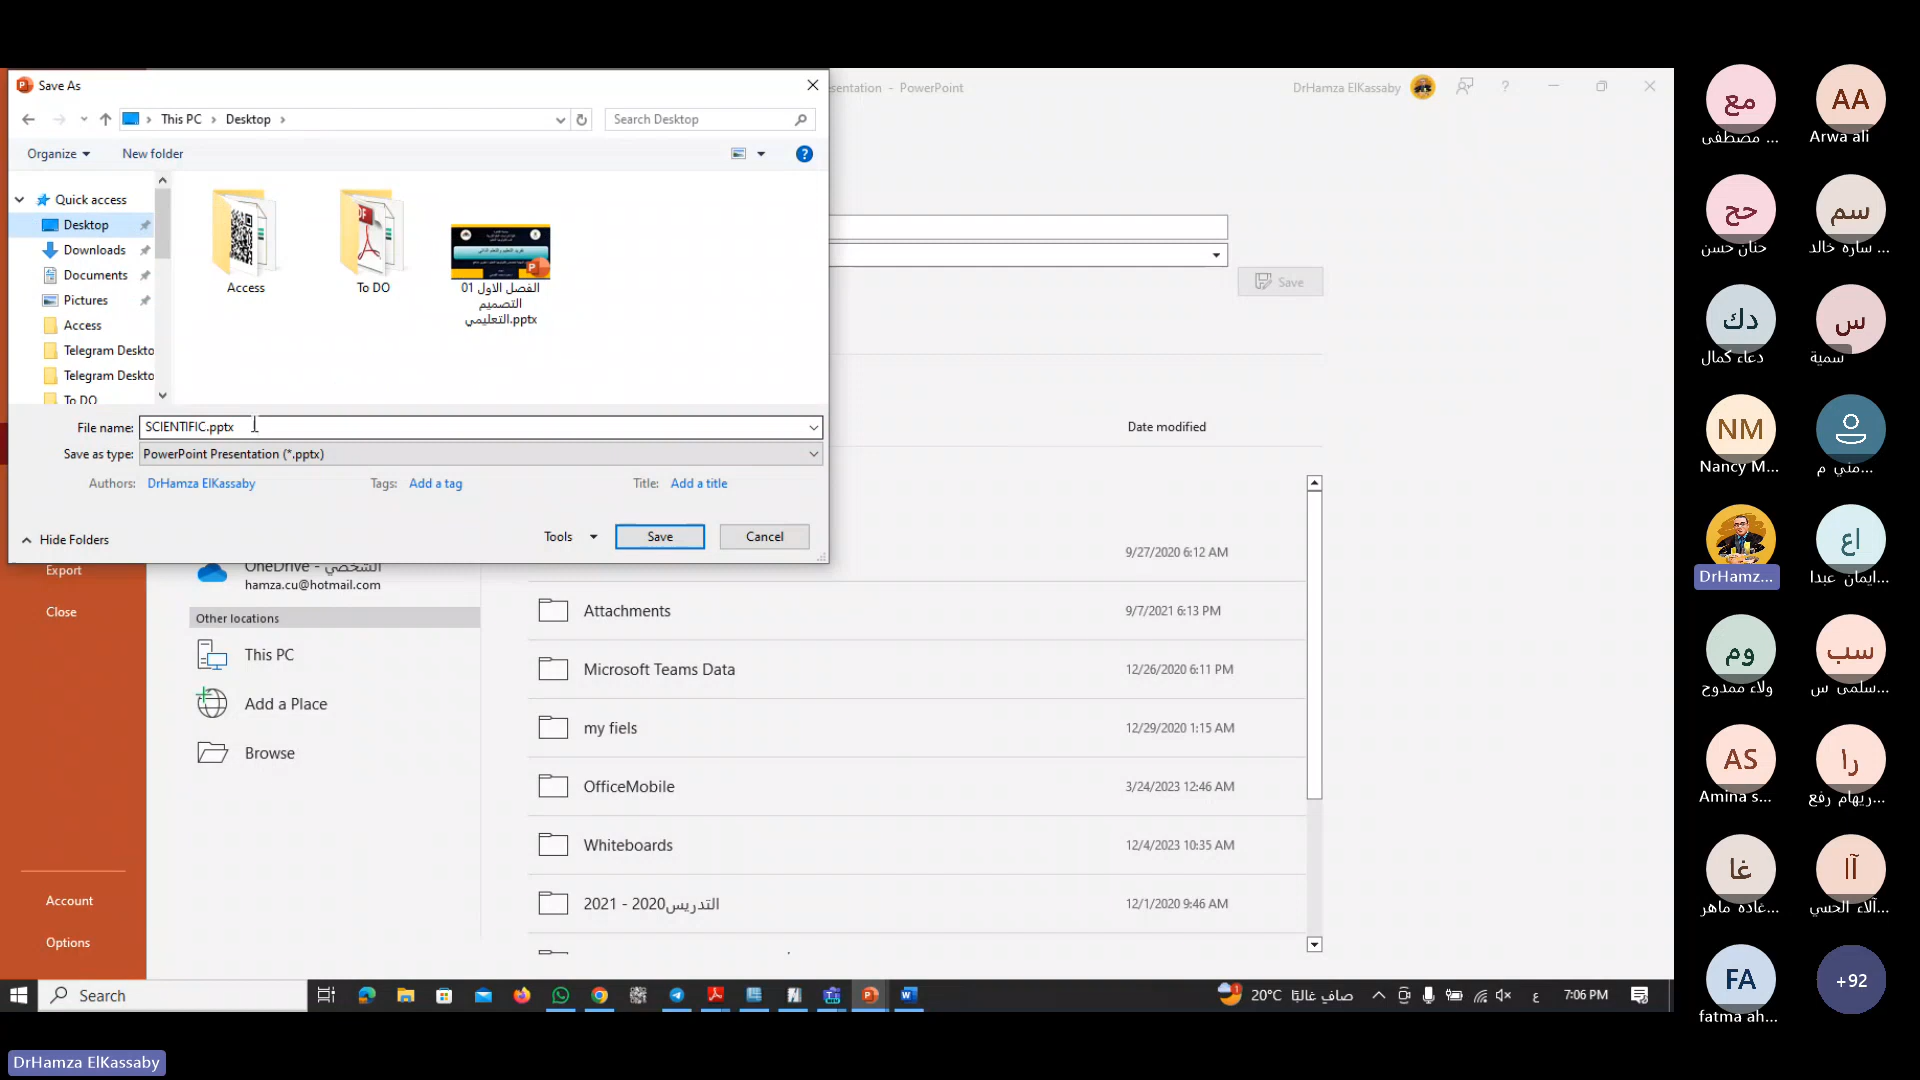 Save As
This PC
Desktop
Search Desktop
Organize
New folder
Quick access
Desktop
Downloads
Documents
Pictures
Access
Telegram Deskto
Telegram Deskto
To DO
Access
To DO
الفصل الاول 01
التصميم
التعليمي.pptx
File name: SCIENTIFIC.pptx
Save as type: PowerPoint Presentation (*.pptx)
Authors: DrHamza ElKassaby
Tags: Add a tag
Title: Add a title
Hide Folders
Tools
Save
Cancel
sentation - PowerPoint
DrHamza ElKassaby
Save
Date modified
Export
Close
Account
Options
OneDrive - الشخصي
hamza.cu@hotmail.com
Other locations
This PC
Add a Place
Browse
9/27/2020 6:12 AM
Attachments 9/7/2021 6:13 PM
Microsoft Teams Data 12/26/2020 6:11 PM
my fiels 12/29/2020 1:15 AM
OfficeMobile 3/24/2023 12:46 AM
Whiteboards 12/4/2023 10:35 AM
التدريس2020 - 2021 12/1/2020 9:46 AM
Search
20°C صافٍ غالبًا
ع
7:06 PM
مع
مصطفى ...
AA
Arwa ali
حح
حنان حسن
سم
ساره خالد ...
دك
دعاء كمال
س
سمية
NM
Nancy M...
مني م...
DrHamz...
اع
ايمان عبدا...
وم
ولاء ممدوح
سب
سلمى س...
AS
Amina s...
را
ريهام رفع...
غا
غاده ماهر...
آا
آلاء الحسي...
FA
fatma ah...
+92
DrHamza ElKassaby